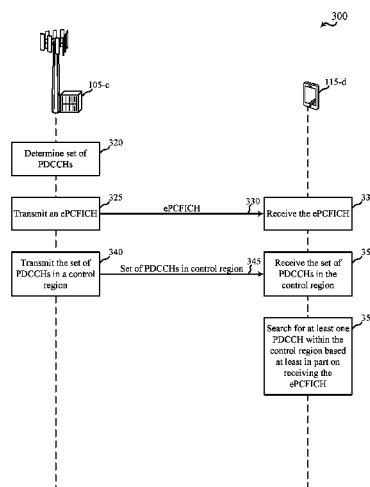 300
105-c
115-d
320
Determine set of
PDCCHs
325
Transmit an ePCFICH
ePCFICH
330
33
Receive the ePCFICH
340
Transmit the set of
PDCCHs in a control
region
Set of PDCCHs in control region
345
35
Receive the set of
PDCCHs in the
control region
35
Search for at least one
PDCCH within the
control region based
at least in part on
receiving the
ePCFICH